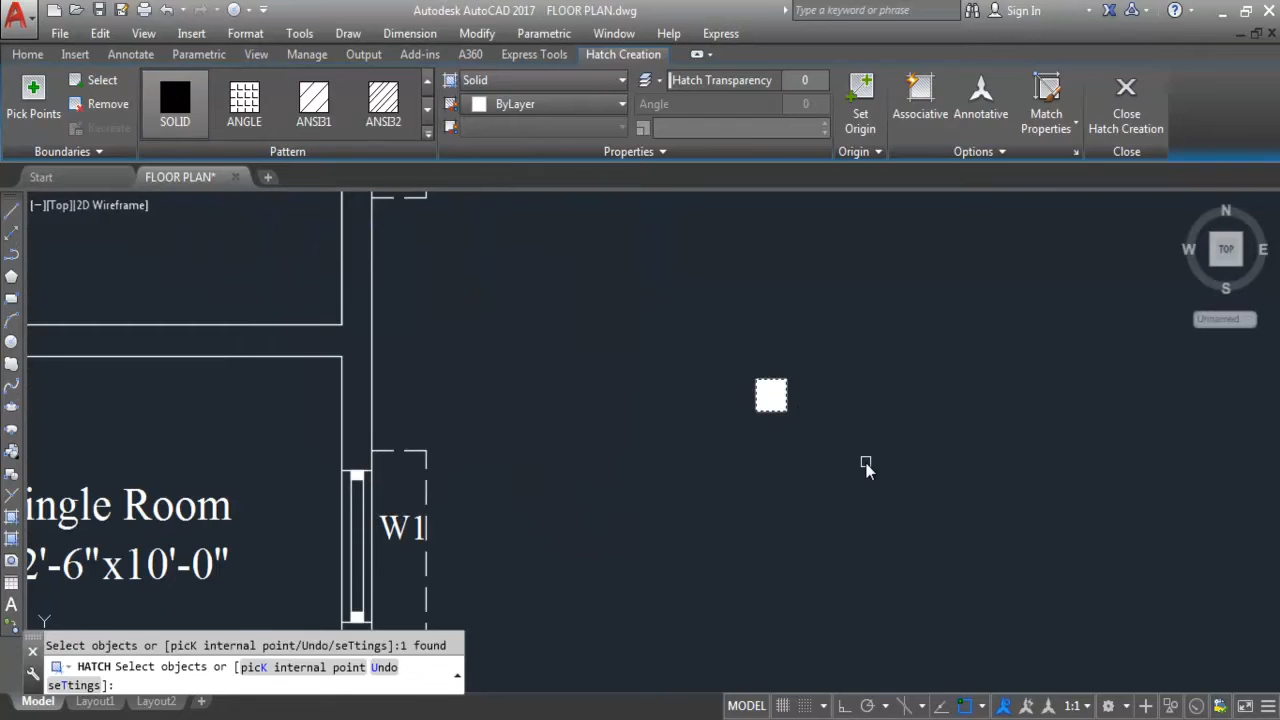 Autodesk AutoCAD 2017 FLOOR PLAN.dwg
Type a keyword or phrase
Sign In
File Edit View Insert Format Tools Draw Dimension Modify Parametric Window Help Express
Home Insert Annotate Parametric View Manage Output Add-ins A360 Express Tools Hatch Creation
Pick Points
Select
Remove
Recreate
Boundaries
SOLID
ANGLE
ANSI31
ANSI32
Pattern
Solid
ByLayer
Hatch Transparency 0
Angle 0
Properties
Set
Origin
Origin
Associative
Annotative
Match
Properties
Options
Close
Hatch Creation
Close
Start
FLOOR PLAN*
[−][Top][2D Wireframe]
N
W TOP E
S
Unnamed
W1
ingle Room
2'-6"x10'-0"
Y
Select objects or [picK internal point/Undo/seTtings]:1 found
HATCH Select objects or [picK internal point Undo
seTtings]:
Model Layout1 Layout2
MODEL
1:1